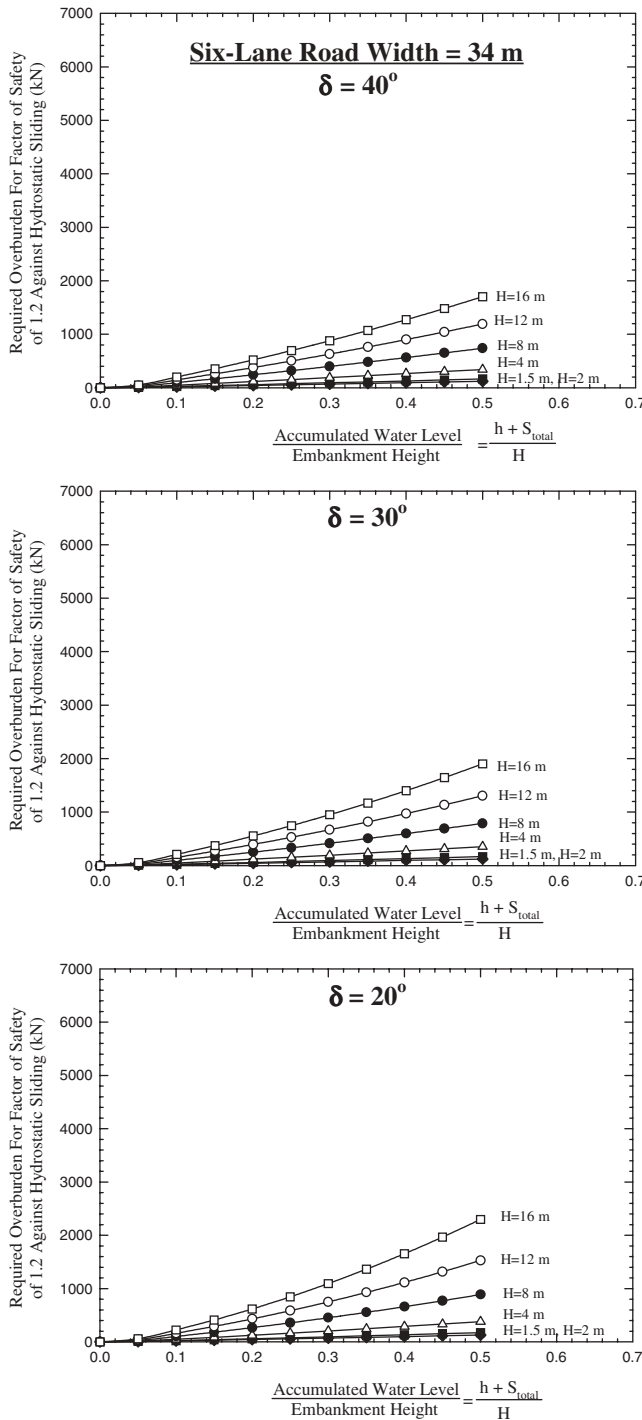 Six-Lane Road Width = 34 m
δ = 40°
Required Overburden For Factor of Safety
of 1.2 Against Hydrostatic Sliding (kN)
7000
6000
5000
4000
3000
2000
1000
0
H=16 m
H=12 m
H=8 m
H=4 m
H=1.5 m, H=2 m
0.0 0.1 0.2 0.3 0.4 0.5 0.6 0.7
Accumulated Water Level
Embankment Height
=
h + S_total
H
δ = 30°
Required Overburden For Factor of Safety
of 1.2 Against Hydrostatic Sliding (kN)
7000
6000
5000
4000
3000
2000
1000
0
H=16 m
H=12 m
H=8 m
H=4 m
H=1.5 m, H=2 m
0.0 0.1 0.2 0.3 0.4 0.5 0.6 0.7
Accumulated Water Level
Embankment Height
=
h + S_total
H
δ = 20°
Required Overburden For Factor of Safety
of 1.2 Against Hydrostatic Sliding (kN)
7000
6000
5000
4000
3000
2000
1000
0
H=16 m
H=12 m
H=8 m
H=4 m
H=1.5 m, H=2 m
0.0 0.1 0.2 0.3 0.4 0.5 0.6 0.7
Accumulated Water Level
Embankment Height
=
h + S_total
H